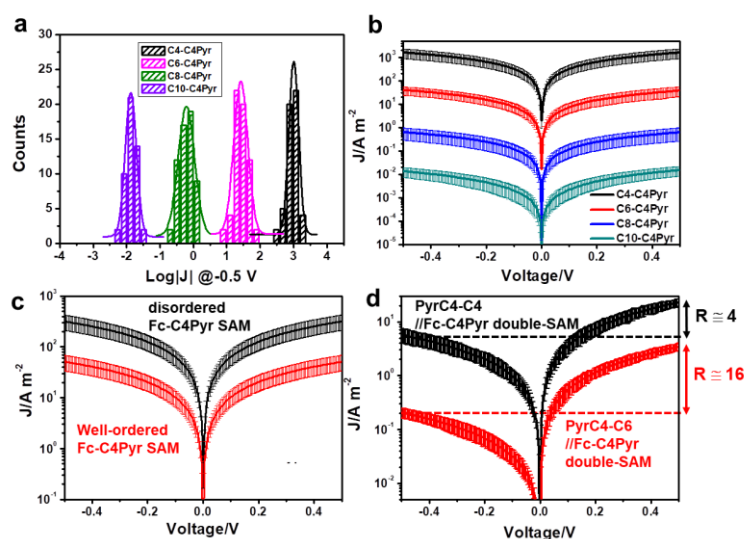 a
30
25
20
15
10
5
0
Counts
C4-C4Pyr
C6-C4Pyr
C8-C4Pyr
C10-C4Pyr
-4 -3 -2 -1 0 1 2 3 4
Log|J| @-0.5 V
b
10³
10²
10¹
10⁰
10⁻¹
10⁻²
10⁻³
10⁻⁴
10⁻⁵
J/A m⁻²
C4-C4Pyr
C6-C4Pyr
C8-C4Pyr
C10-C4Pyr
-0.4 -0.2 0.0 0.2 0.4
Voltage/V
c
10³
10²
10¹
10⁰
10⁻¹
J/A m⁻²
disordered
Fc-C4Pyr SAM
Well-ordered
Fc-C4Pyr SAM
-0.4 -0.2 0.0 0.2 0.4
Voltage/V
d
10¹
10⁰
10⁻¹
10⁻²
J/A m⁻²
PyrC4-C4
//Fc-C4Pyr double-SAM
R ≅ 4
R ≅ 16
PyrC4-C6
//Fc-C4Pyr
double-SAM
-0.4 -0.2 0.0 0.2 0.4
Voltage/V